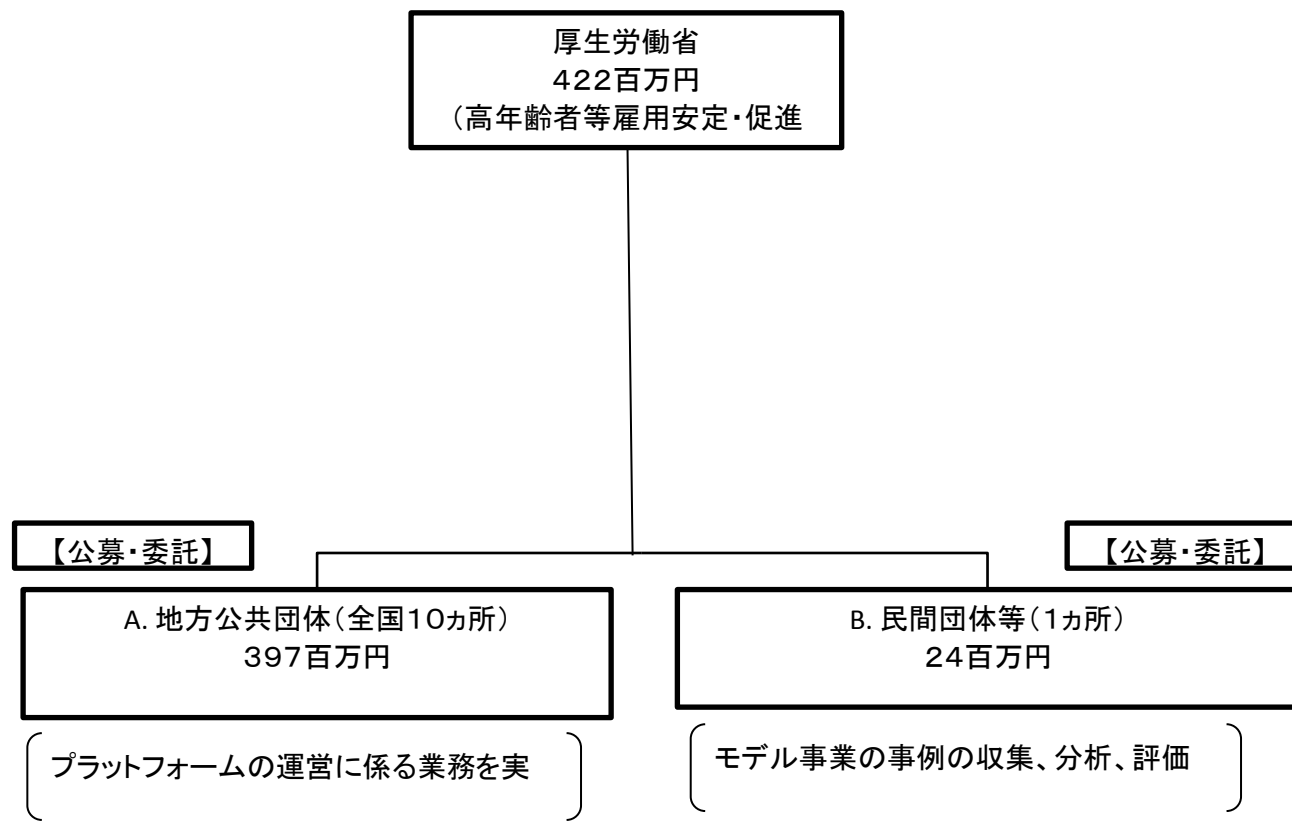 厚生労働省
422百万円
（高年齢者等雇用安定・促進
【公募・委託】
【公募・委託】
A. 地方公共団体（全国10ヵ所）
397百万円
B. 民間団体等（1ヵ所）
24百万円
プラットフォームの運営に係る業務を実
モデル事業の事例の収集、分析、評価